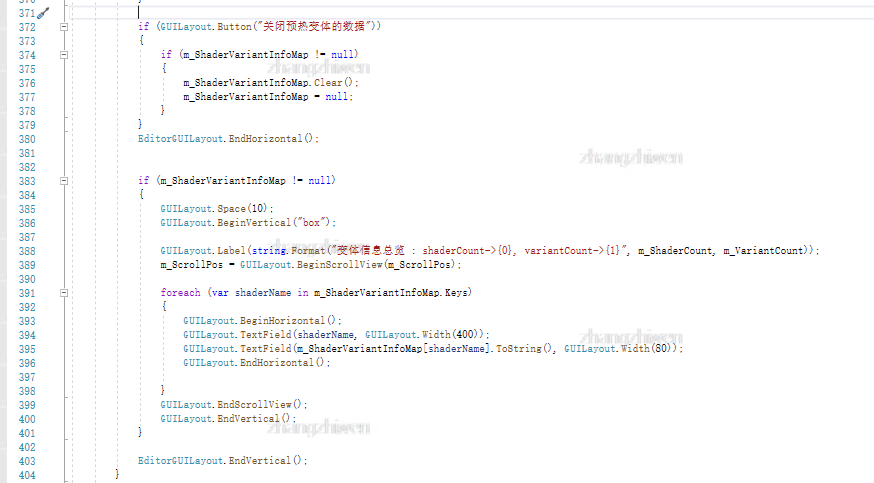 371
372 if (GUILayout.Button("关闭预热变体的数据"))
373 {
374 if (m_ShaderVariantInfoMap != null)
375 {
376 m_ShaderVariantInfoMap.Clear();
377 m_ShaderVariantInfoMap = null;
378 }
379 }
380 EditorGUILayout.EndHorizontal();
381
382
383 if (m_ShaderVariantInfoMap != null)
384 {
385 GUILayout.Space(10);
386 GUILayout.BeginVertical("box");
387
388 GUILayout.Label(string.Format("变体信息总览 : shaderCount->{0}, variantCount->{1}", m_ShaderCount, m_VariantCount));
389 m_ScrollPos = GUILayout.BeginScrollView(m_ScrollPos);
390
391 foreach (var shaderName in m_ShaderVariantInfoMap.Keys)
392 {
393 GUILayout.BeginHorizontal();
394 GUILayout.TextField(shaderName, GUILayout.Width(400));
395 GUILayout.TextField(m_ShaderVariantInfoMap[shaderName].ToString(), GUILayout.Width(80));
396 GUILayout.EndHorizontal();
397
398 }
399 GUILayout.EndScrollView();
400 GUILayout.EndVertical();
401 }
402
403 EditorGUILayout.EndVertical();
404 }
zhangzhiwen
zhangzhiwen
zhangzhiwen
zhangzhiwen
zhangzhiwen